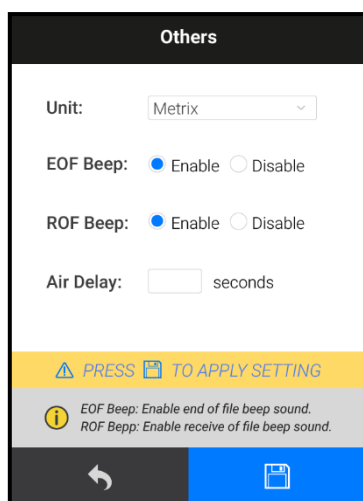 Others
Unit: Metrix
EOF Beep: Enable Disable
ROF Beep: Enable Disable
Air Delay: seconds
PRESS TO APPLY SETTING
EOF Beep: Enable end of file beep sound.
ROF Bepp: Enable receive of file beep sound.